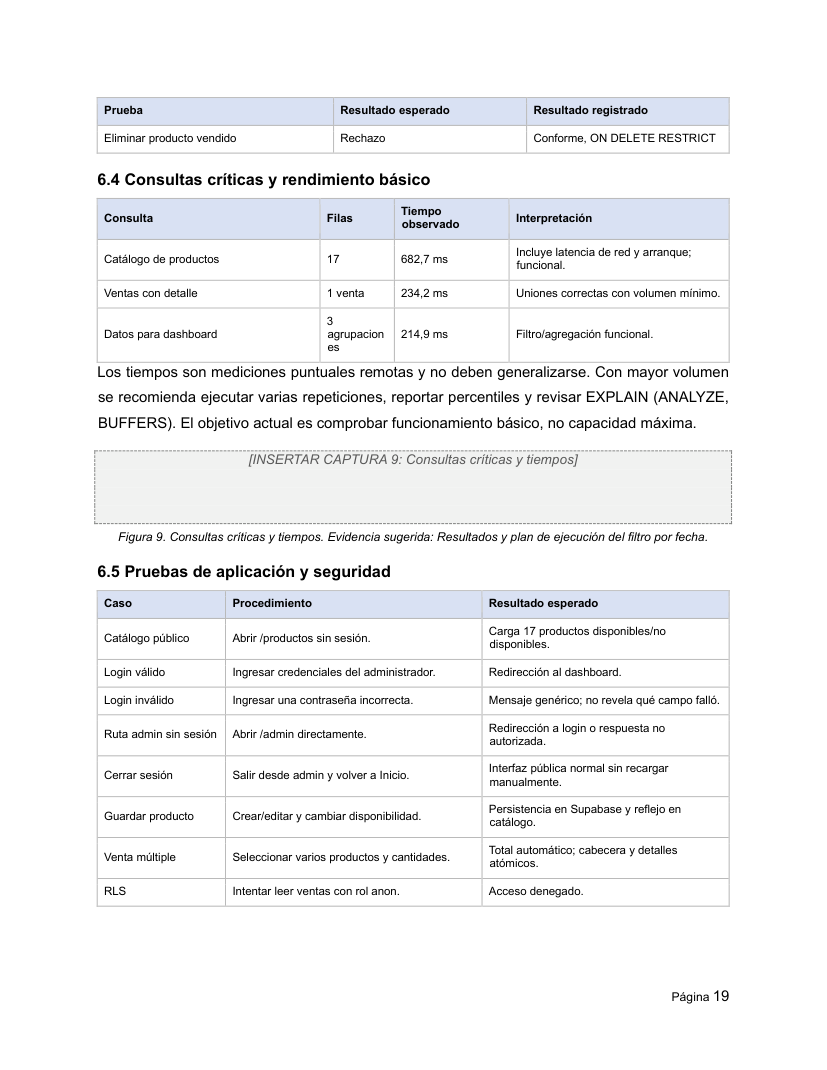 Prueba Resultado esperado Resultado registrado
Eliminar producto vendido Rechazo Conforme, ON DELETE RESTRICT
6.4 Consultas críticas y rendimiento básico
Consulta Filas Tiempo observado Interpretación
Catálogo de productos 17 682,7 ms Incluye latencia de red y arranque; funcional.
Ventas con detalle 1 venta 234,2 ms Uniones correctas con volumen mínimo.
Datos para dashboard 3 agrupaciones 214,9 ms Filtro/agregación funcional.
Los tiempos son mediciones puntuales remotas y no deben generalizarse. Con mayor volumen
se recomienda ejecutar varias repeticiones, reportar percentiles y revisar EXPLAIN (ANALYZE,
BUFFERS). El objetivo actual es comprobar funcionamiento básico, no capacidad máxima.
[INSERTAR CAPTURA 9: Consultas críticas y tiempos]
Figura 9. Consultas críticas y tiempos. Evidencia sugerida: Resultados y plan de ejecución del filtro por fecha.
6.5 Pruebas de aplicación y seguridad
Caso Procedimiento Resultado esperado
Catálogo público Abrir /productos sin sesión. Carga 17 productos disponibles/no disponibles.
Login válido Ingresar credenciales del administrador. Redirección al dashboard.
Login inválido Ingresar una contraseña incorrecta. Mensaje genérico; no revela qué campo falló.
Ruta admin sin sesión Abrir /admin directamente. Redirección a login o respuesta no autorizada.
Cerrar sesión Salir desde admin y volver a Inicio. Interfaz pública normal sin recargar manualmente.
Guardar producto Crear/editar y cambiar disponibilidad. Persistencia en Supabase y reflejo en catálogo.
Venta múltiple Seleccionar varios productos y cantidades. Total automático; cabecera y detalles atómicos.
RLS Intentar leer ventas con rol anon. Acceso denegado.
Página 19